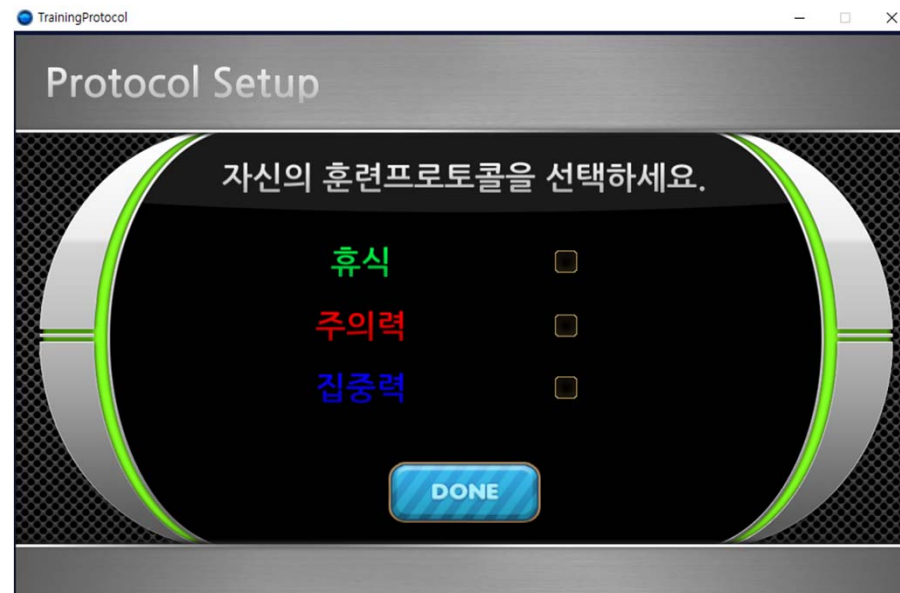 TrainingProtocol
Protocol Setup
자신의 훈련프로토콜을 선택하세요.
휴식
주의력
집중력
DONE